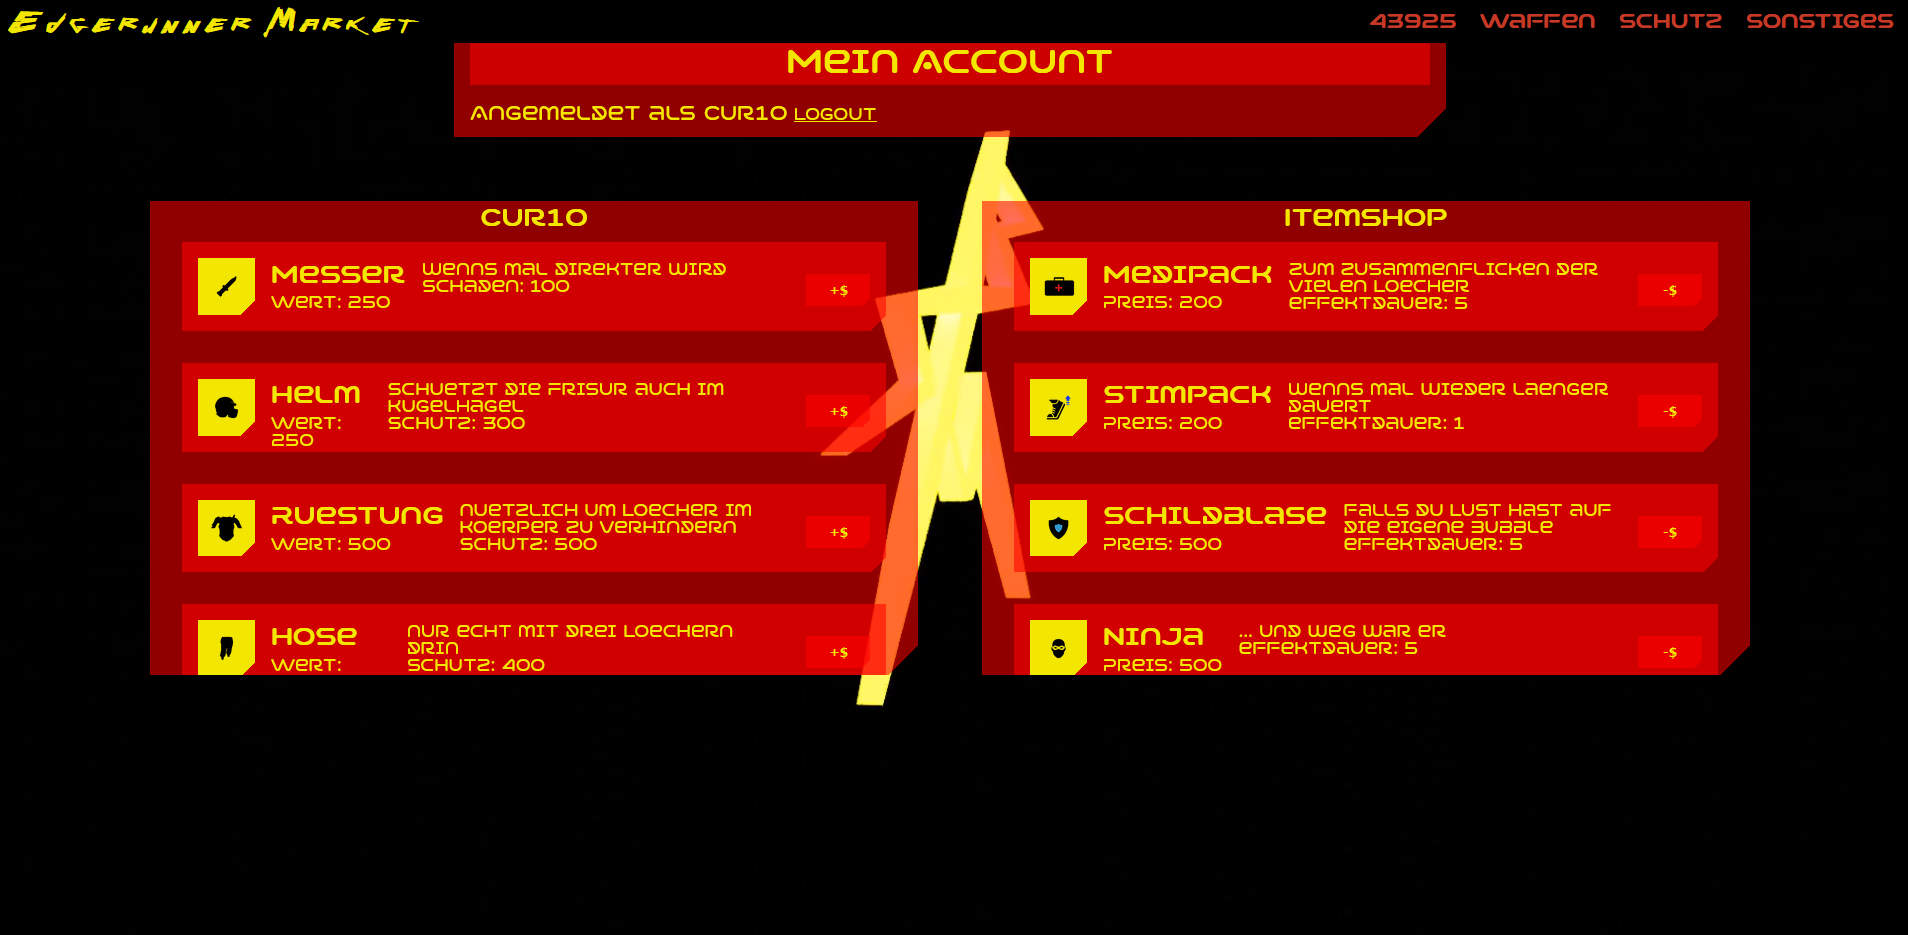 Edgerunner Market
43925 Waffen Schutz Sonstiges
Mein Account
Angemeldet als CUR10 Logout
CUR10
Messer
Wert: 250
Wenns mal direkter wird
Schaden: 100
+$
Helm
Wert:
250
Schuetzt die Frisur auch im
Kugelhagel
Schutz: 300
+$
Ruestung
Wert: 500
Nuetzlich um Loecher im
Koerper zu verhindern
Schutz: 500
+$
Hose
Wert:
Nur echt mit drei Loechern
drin
Schutz: 400
+$
Itemshop
Medipack
Preis: 200
Zum Zusammenflicken der
vielen Loecher
Effektdauer: 5
-$
Stimpack
Preis: 200
Wenns mal wieder laenger
dauert
Effektdauer: 1
-$
Schildblase
Preis: 500
Falls du Lust hast auf
die eigene Bubble
Effektdauer: 5
-$
Ninja
Preis: 500
... und weg war er
Effektdauer: 5
-$